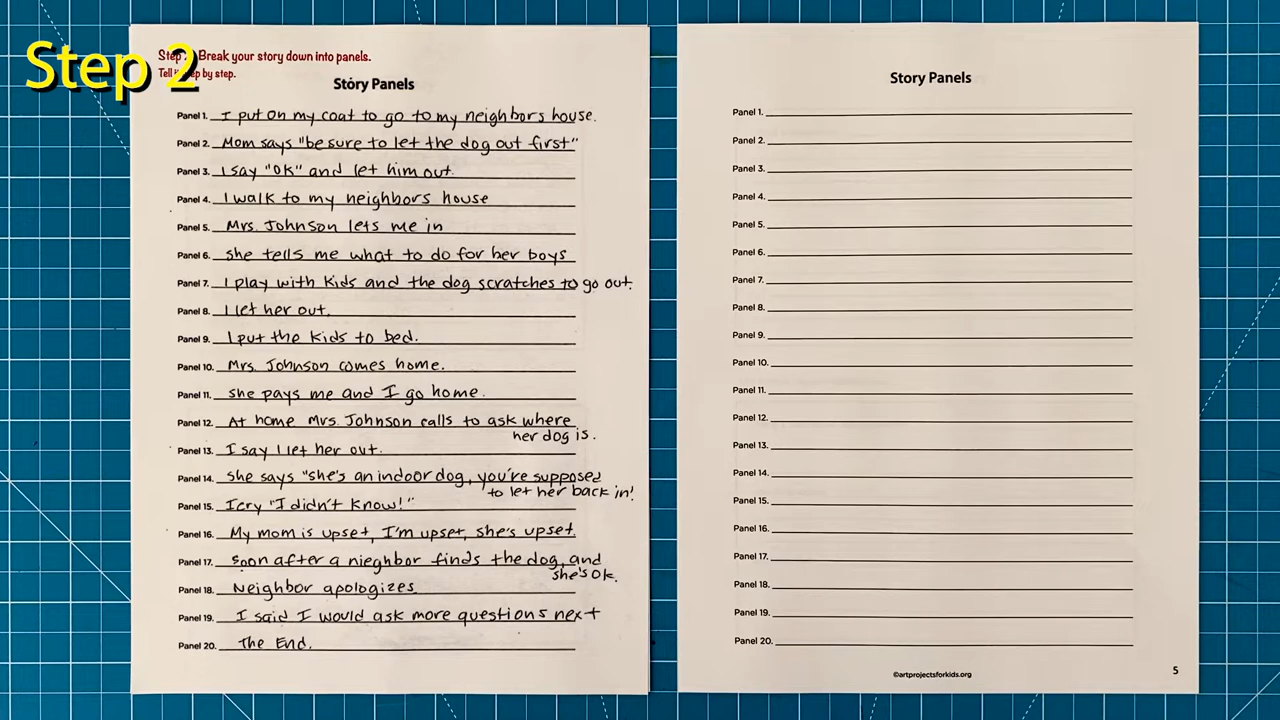 Step 2
Step Break your story down into panels.
Tell ep by step.
Story Panels
Panel 1. I put on my coat to go to my neighbors house.
Panel 2. Mom says "be sure to let the dog out first"
Panel 3. I say "OK" and let him out.
Panel 4. I walk to my neighbors house
Panel 5. Mrs. Johnson lets me in
Panel 6. she tells me what to do for her boys
Panel 7. I play with kids and the dog scratches to go out.
Panel 8. I let her out.
Panel 9. I put the kids to bed.
Panel 10. Mrs. Johnson comes home.
Panel 11. she pays me and I go home.
Panel 12. At home Mrs. Johnson calls to ask where
her dog is.
Panel 13. I say I let her out.
Panel 14. she says "she's an indoor dog, you're supposed
to let her back in!
Panel 15. I cry "I didn't know!"
Panel 16. My mom is upset, I'm upset, she's upset.
Panel 17. soon after a nieghbor finds the dog, and
she's ok.
Panel 18. Neighbor apologizes
Panel 19. I said I would ask more questions next
Panel 20. The End.
Story Panels
Panel 1.
Panel 2.
Panel 3.
Panel 4.
Panel 5.
Panel 6.
Panel 7.
Panel 8.
Panel 9.
Panel 10.
Panel 11.
Panel 12.
Panel 13.
Panel 14.
Panel 15.
Panel 16.
Panel 17.
Panel 18.
Panel 19.
Panel 20.
©artprojectsforkids.org
5